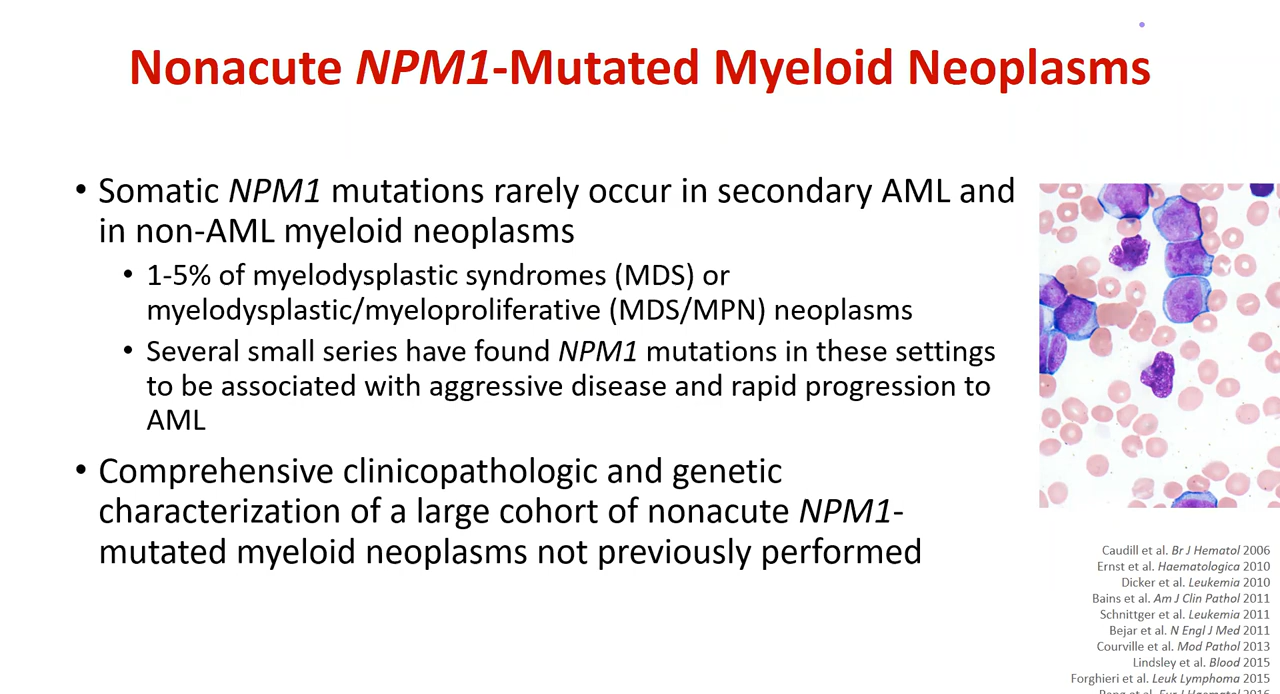 Nonacute NPM1-Mutated Myeloid Neoplasms
• Somatic NPM1 mutations rarely occur in secondary AML and
in non-AML myeloid neoplasms
• 1-5% of myelodysplastic syndromes (MDS) or
myelodysplastic/myeloproliferative (MDS/MPN) neoplasms
• Several small series have found NPM1 mutations in these settings
to be associated with aggressive disease and rapid progression to
AML
• Comprehensive clinicopathologic and genetic
characterization of a large cohort of nonacute NPM1-
mutated myeloid neoplasms not previously performed
Caudill et al. Br J Hematol 2006
Ernst et al. Haematologica 2010
Dicker et al. Leukemia 2010
Bains et al. Am J Clin Pathol 2011
Schnittger et al. Leukemia 2011
Bejar et al. N Engl J Med 2011
Courville et al. Mod Pathol 2013
Lindsley et al. Blood 2015
Forghieri et al. Leuk Lymphoma 2015
et al. Eur J Haematol 2016